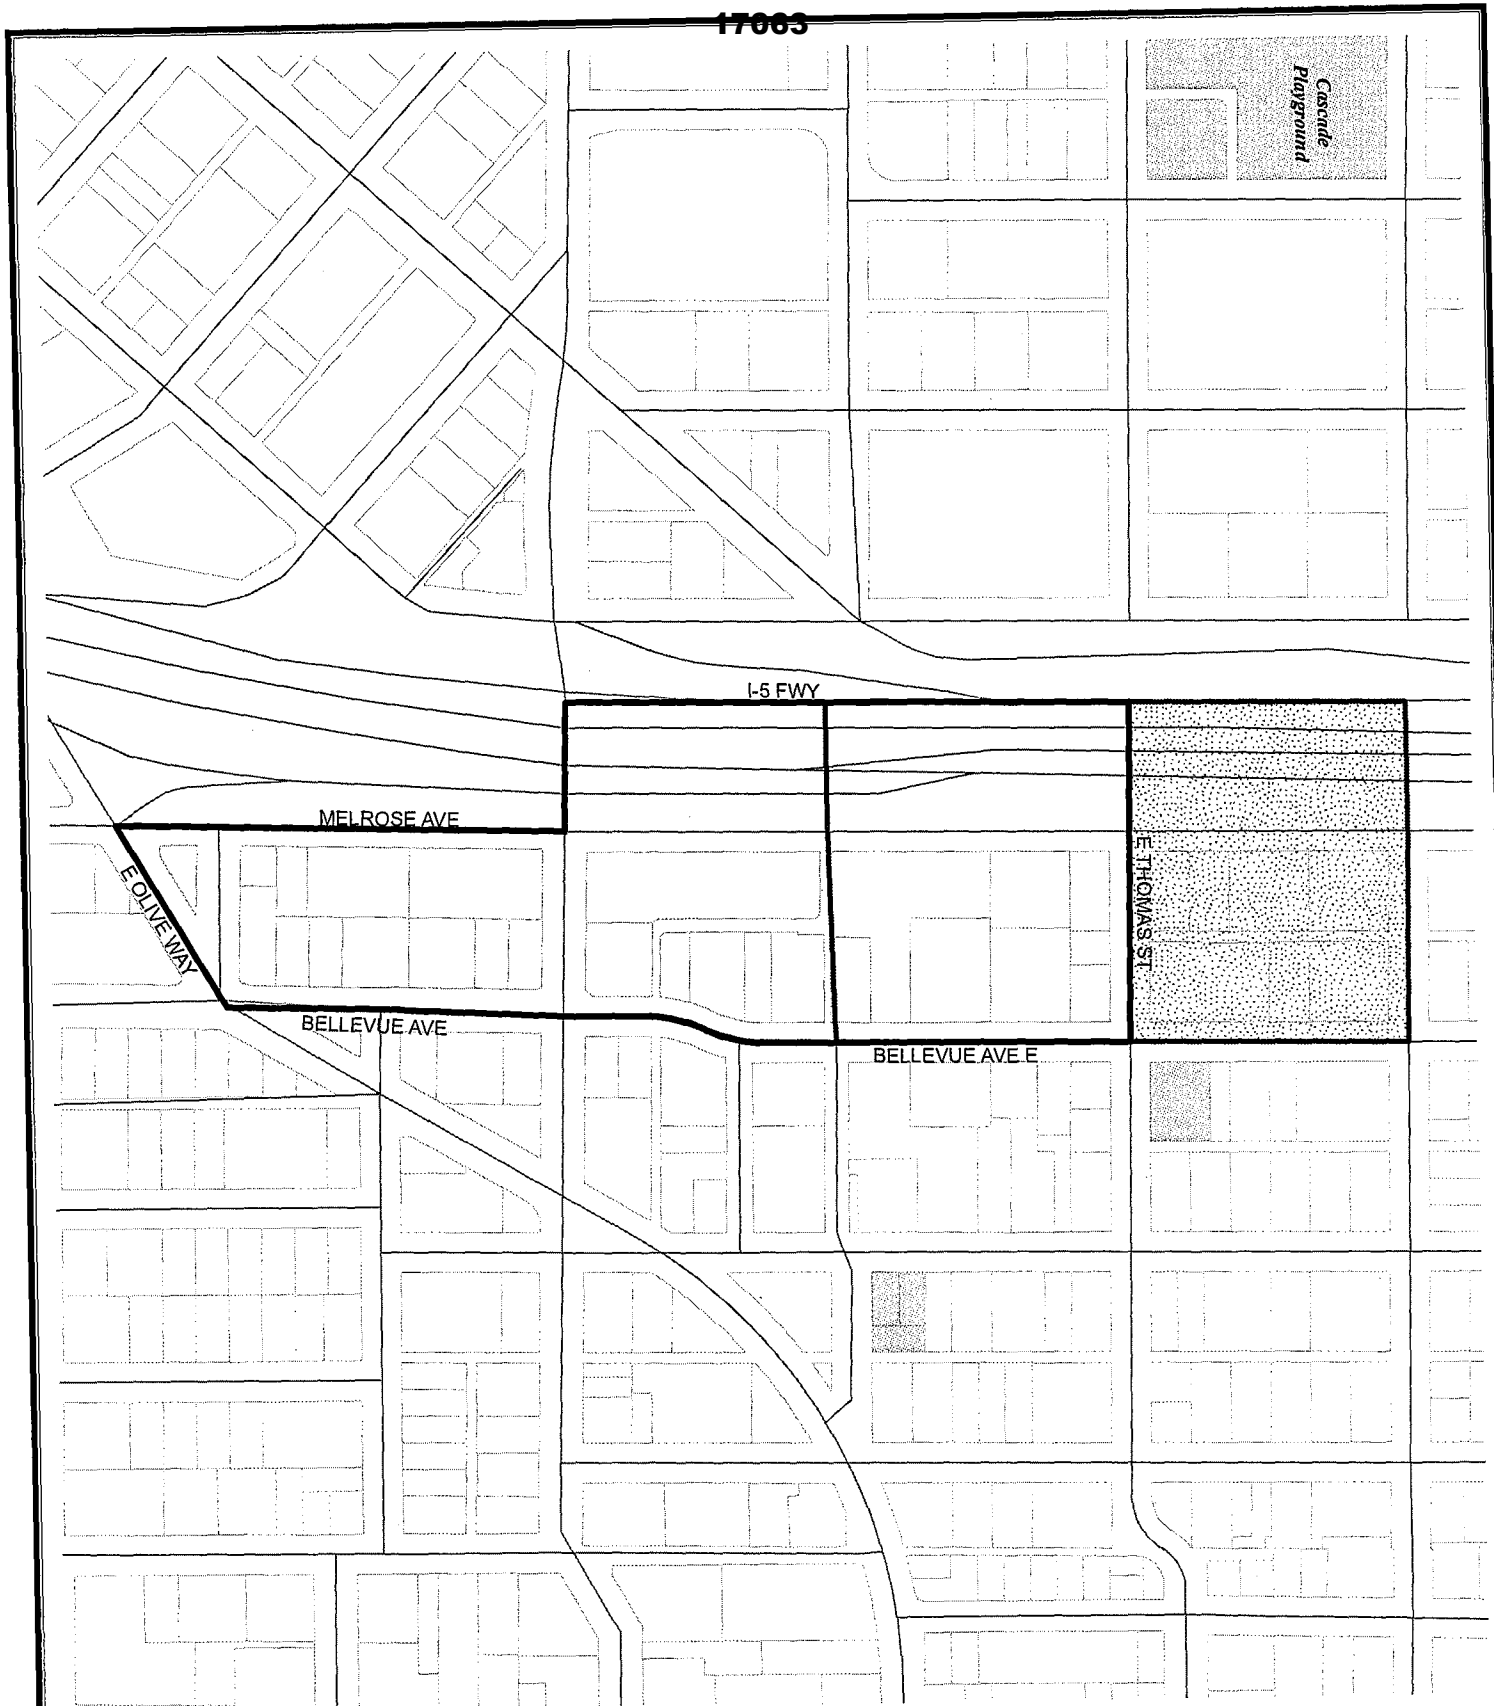 17063
Cascade
Playground
I-5 FWY
MELROSE AVE
E OLIVE WAY
E THOMAS ST
BELLEVUE AVE
BELLEVUE AVE E